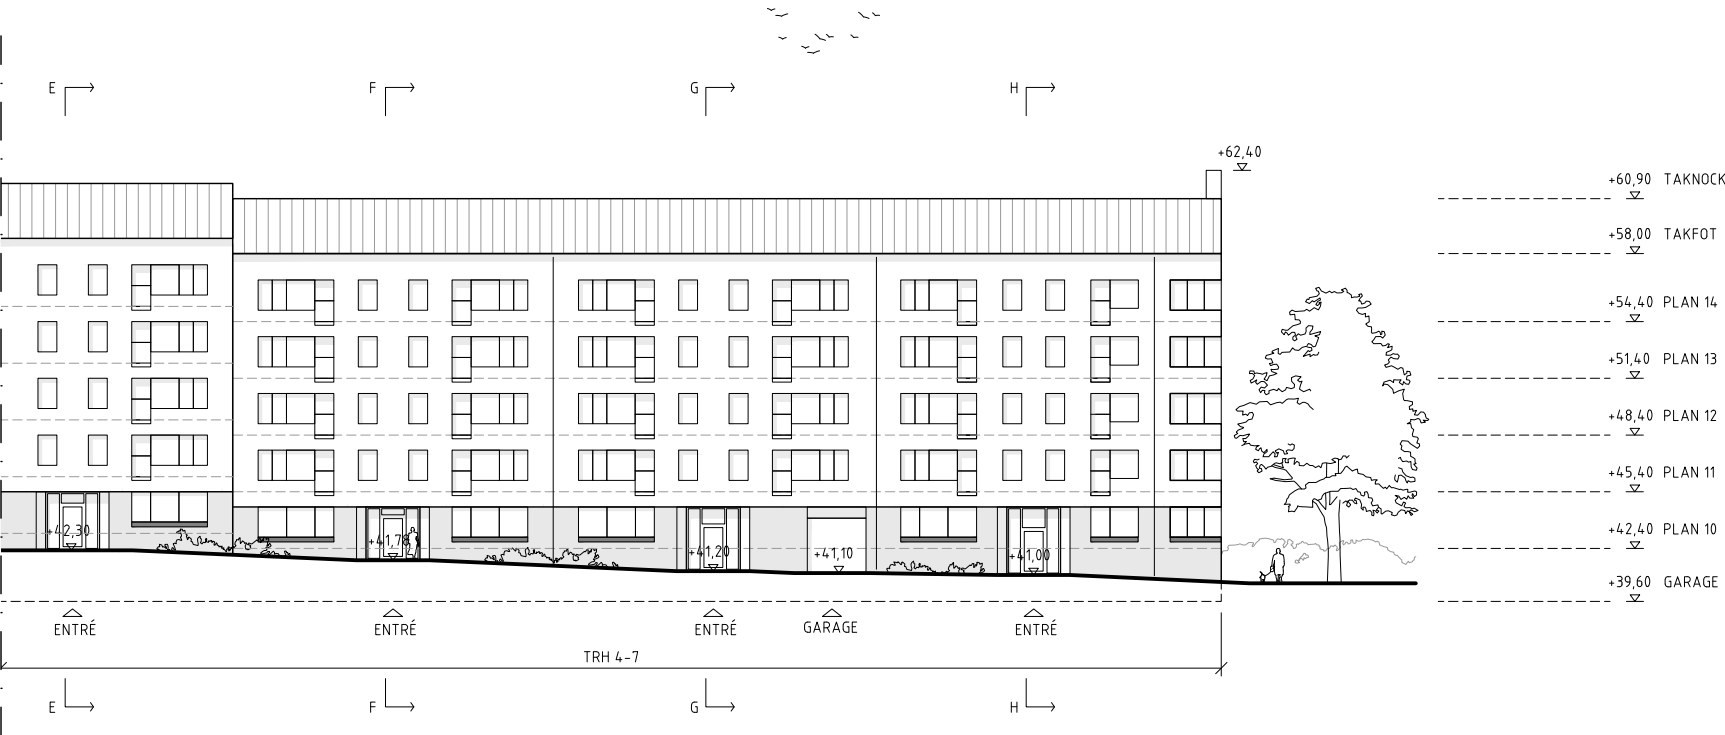 E F G H
+62,40
+60,90 TAKNOCK
+58,00 TAKFOT
+54,40 PLAN 14
+51,40 PLAN 13
+48,40 PLAN 12
+45,40 PLAN 11
+42,40 PLAN 10
+42,30 +41,78 +41,20 +41,10 +41,00
+39,60 GARAGE
ENTRÉ ENTRÉ ENTRÉ GARAGE ENTRÉ
TRH 4-7
E F G H